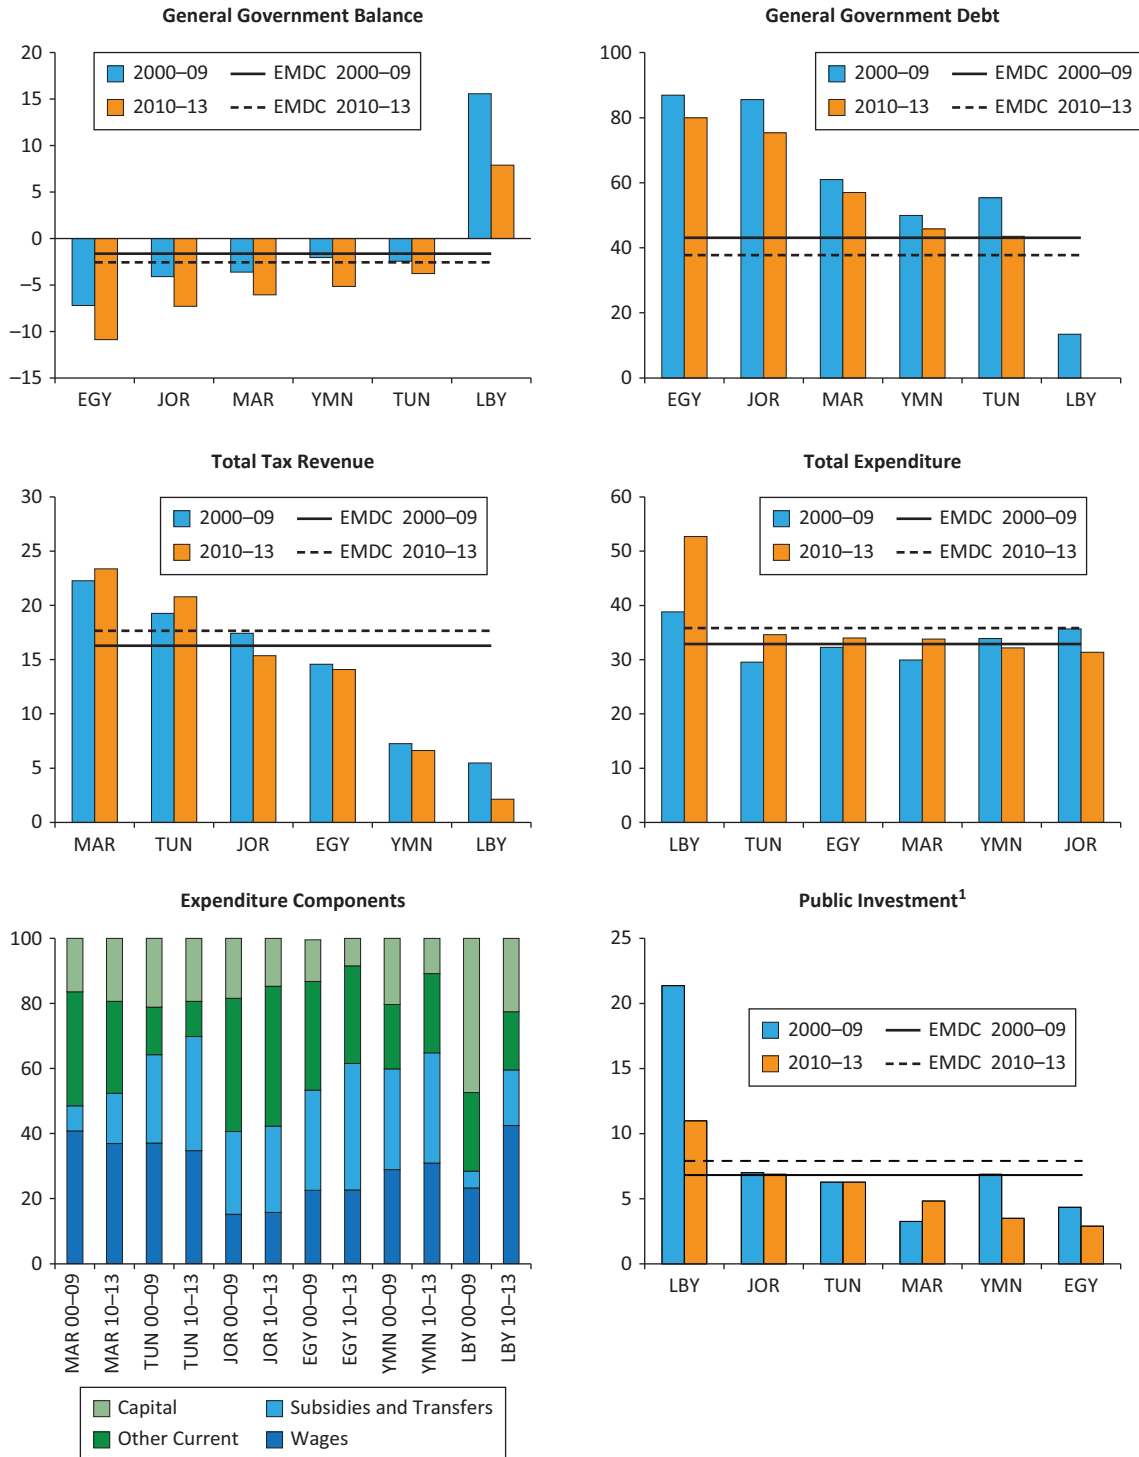 General Government Balance
20
15
10
5
0
–5
–10
–15
2000–09 EMDC 2000–09
2010–13 EMDC 2010–13
EGY JOR MAR YMN TUN LBY
General Government Debt
100
80
60
40
20
0
2000–09 EMDC 2000–09
2010–13 EMDC 2010–13
EGY JOR MAR YMN TUN LBY
Total Tax Revenue
30
25
20
15
10
5
0
2000–09 EMDC 2000–09
2010–13 EMDC 2010–13
MAR TUN JOR EGY YMN LBY
Total Expenditure
60
50
40
30
20
10
0
2000–09 EMDC 2000–09
2010–13 EMDC 2010–13
LBY TUN EGY MAR YMN JOR
Expenditure Components
100
80
60
40
20
0
MAR 00–09
MAR 10–13
TUN 00–09
TUN 10–13
JOR 00–09
JOR 10–13
EGY 00–09
EGY 10–13
YMN 00–09
YMN 10–13
LBY 00–09
LBY 10–13
Capital Subsidies and Transfers
Other Current Wages
Public Investment1
25
20
15
10
5
0
2000–09 EMDC 2000–09
2010–13 EMDC 2010–13
LBY JOR TUN MAR YMN EGY